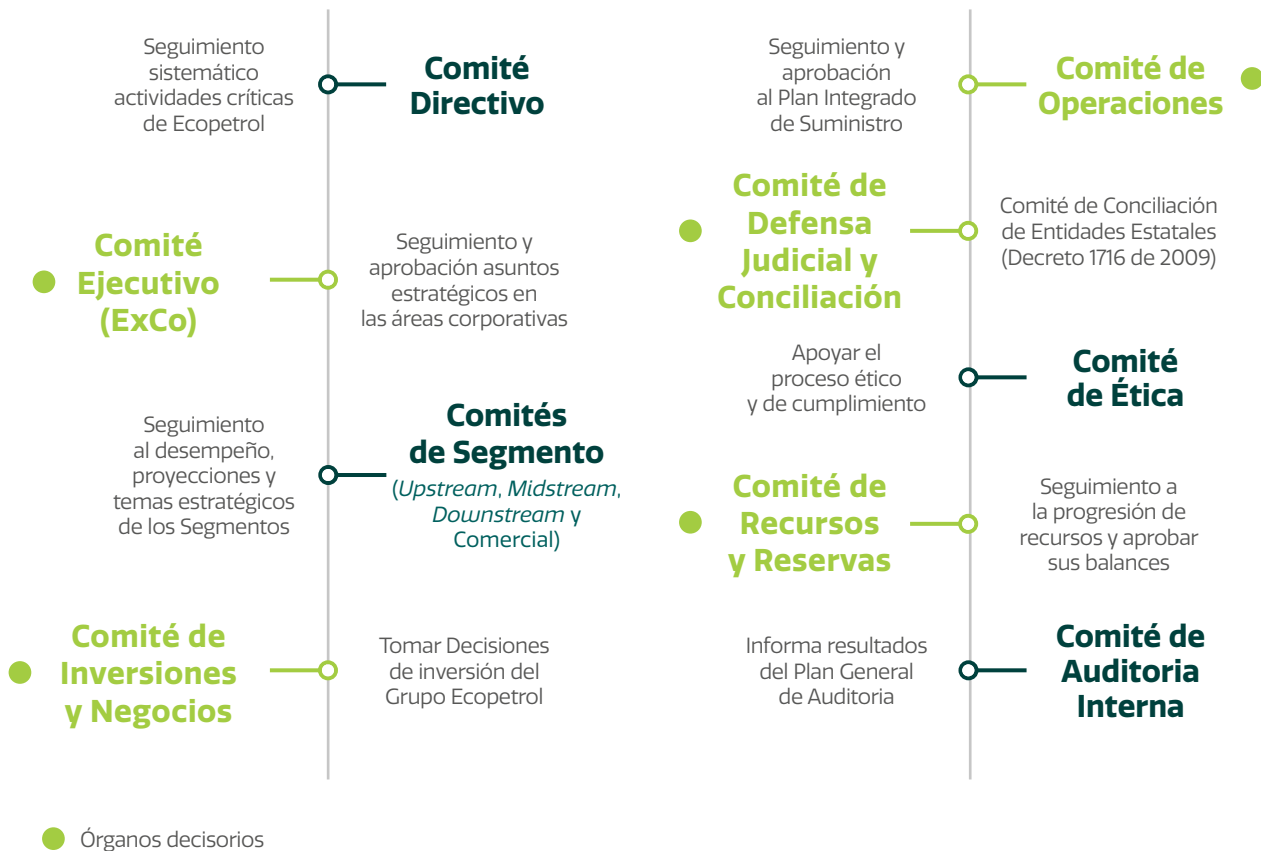 Seguimiento
sistemático
actividades críticas
de Ecopetrol
Comité
Directivo
Comité
Ejecutivo
(ExCo)
Seguimiento y
aprobación asuntos
estratégicos en
las áreas corporativas
Seguimiento
al desempeño,
proyecciones y
temas estratégicos
de los Segmentos
Comités
de Segmento
(Upstream, Midstream,
Downstream y
Comercial)
Comité de
Inversiones
y Negocios
Tomar Decisiones
de inversión del
Grupo Ecopetrol
Seguimiento y
aprobación
al Plan Integrado
de Suministro
Comité de
Operaciones
Comité de
Defensa
Judicial y
Conciliación
Comité de Conciliación
de Entidades Estatales
(Decreto 1716 de 2009)
Apoyar el
proceso ético
y de cumplimiento
Comité
de Ética
Comité de
Recursos
y Reservas
Seguimiento a
la progresión de
recursos y aprobar
sus balances
Informa resultados
del Plan General
de Auditoria
Comité de
Auditoria
Interna
Órganos decisorios